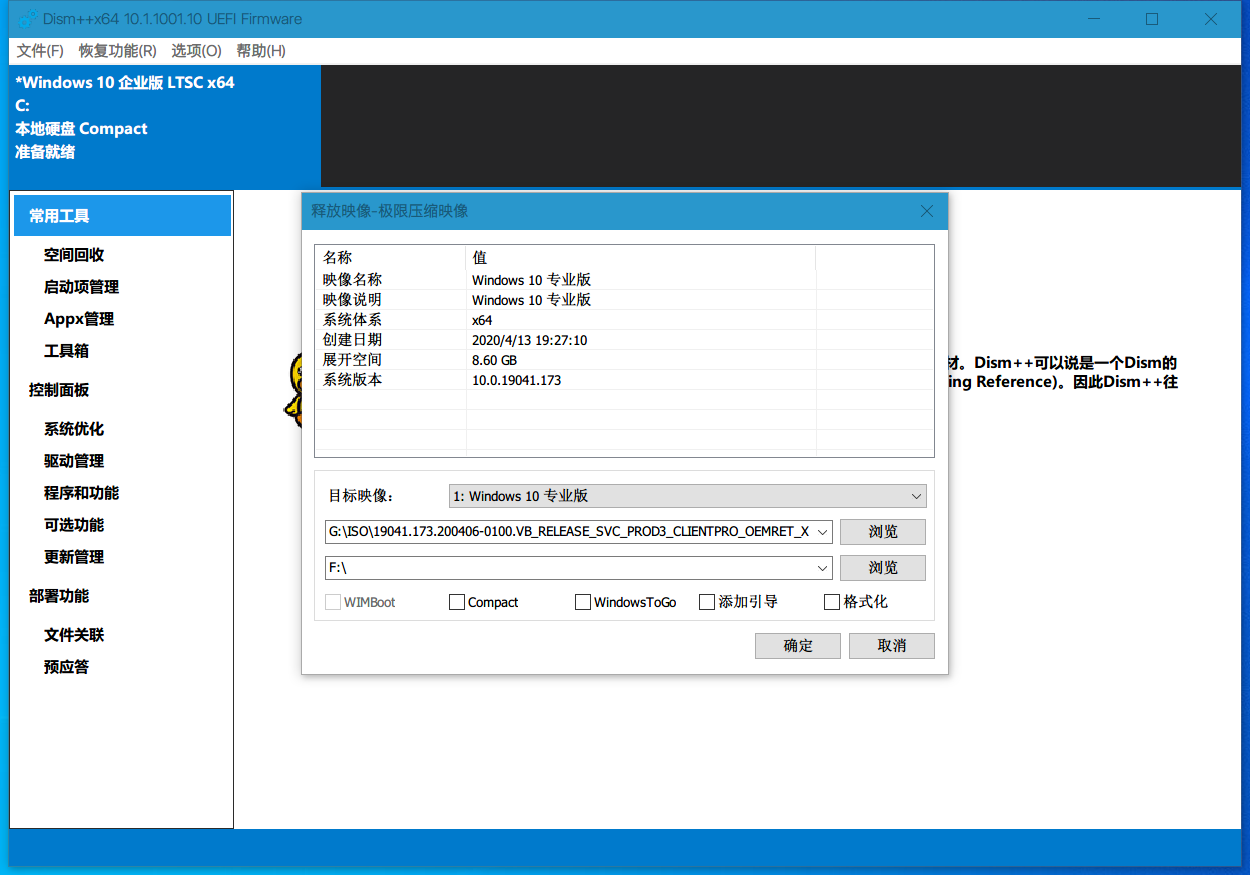 Dism++x64 10.1.1001.10 UEFI Firmware
文件(F) 恢复功能(R) 选项(O) 帮助(H)
*Windows 10 企业版 LTSC x64
C:
本地硬盘 Compact
准备就绪
常用工具
空间回收
启动项管理
Appx管理
工具箱
控制面板
系统优化
驱动管理
程序和功能
可选功能
更新管理
部署功能
文件关联
预应答
释放映像-极限压缩映像
名称 值
映像名称 Windows 10 专业版
映像说明 Windows 10 专业版
系统体系 x64
创建日期 2020/4/13 19:27:10
展开空间 8.60 GB
系统版本 10.0.19041.173
目标映像: 1: Windows 10 专业版
G:\ISO\19041.173.200406-0100.VB_RELEASE_SVC_PROD3_CLIENTPRO_OEMRET_X 浏览
F:\ 浏览
WIMBoot Compact WindowsToGo 添加引导 格式化
确定 取消
材。Dism++可以说是一个Dism的
ing Reference)。因此Dism++往